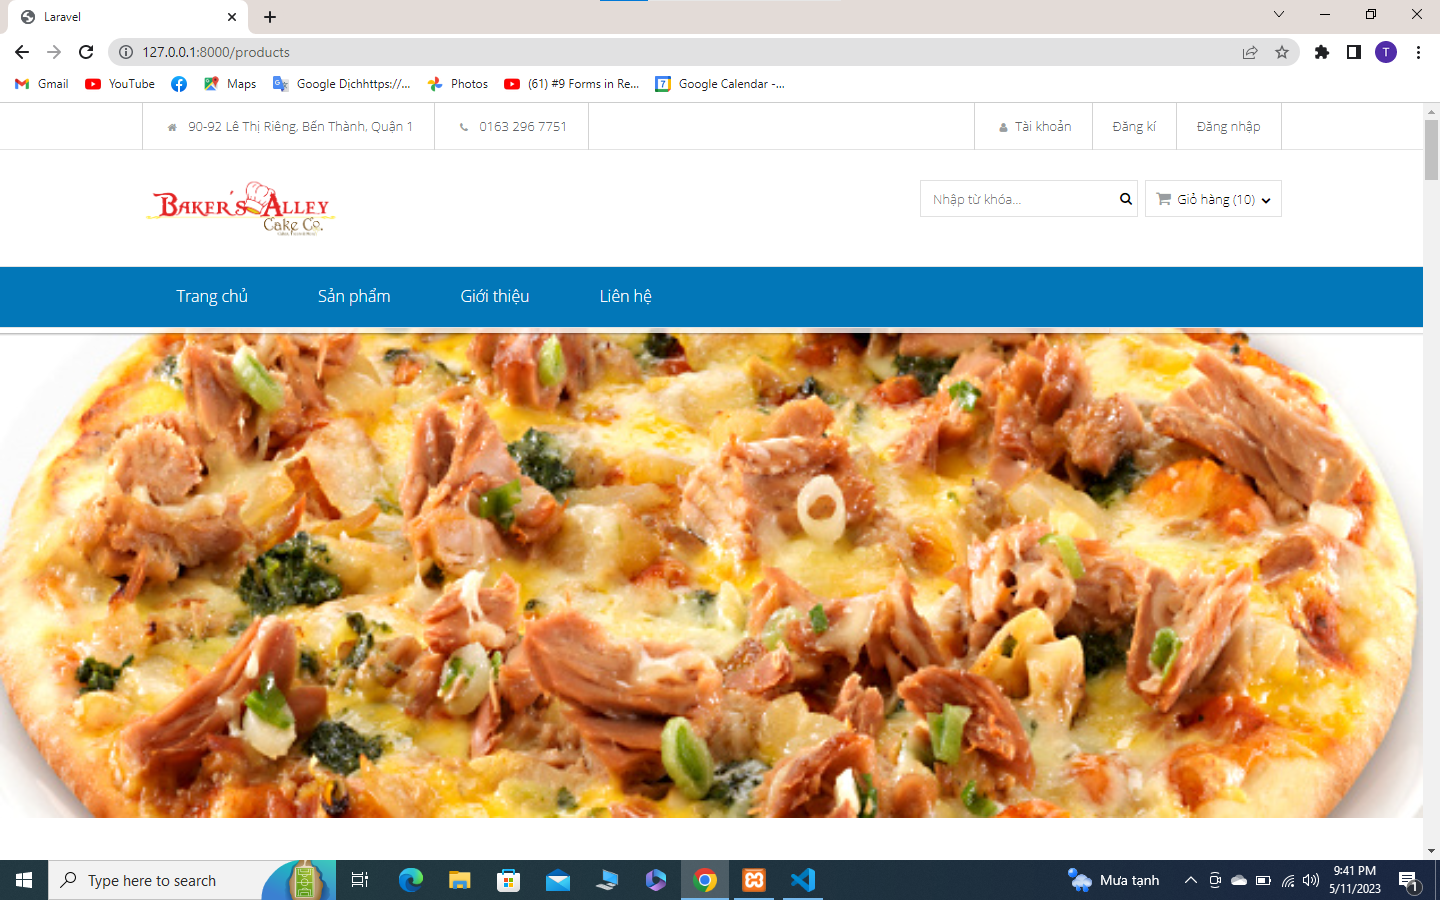 Laravel
127.0.0.1:8000/products
T
Gmail YouTube Maps Google Dịchhttps://... Photos (61) #9 Forms in Re... 7 Google Calendar -...
90-92 Lê Thị Riêng, Bến Thành, Quận 1 0163 296 7751 Tài khoản Đăng kí Đăng nhập
BAKER'S ALLEY
Cake Co.
Nhập từ khóa... Giỏ hàng (10)
Trang chủ Sản phẩm Giới thiệu Liên hệ
Type here to search Mưa tạnh 9:41 PM
5/11/2023 1